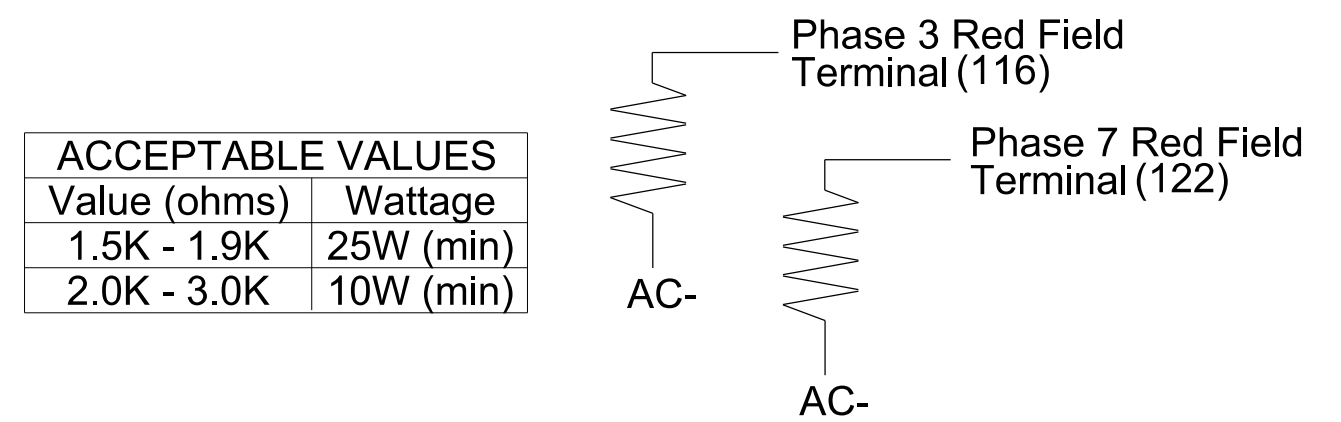 ACCEPTABLE VALUES
Value (ohms) Wattage
1.5K - 1.9K 25W (min)
2.0K - 3.0K 10W (min)
Phase 3 Red Field
Terminal (116)
AC-
Phase 7 Red Field
Terminal (122)
AC-